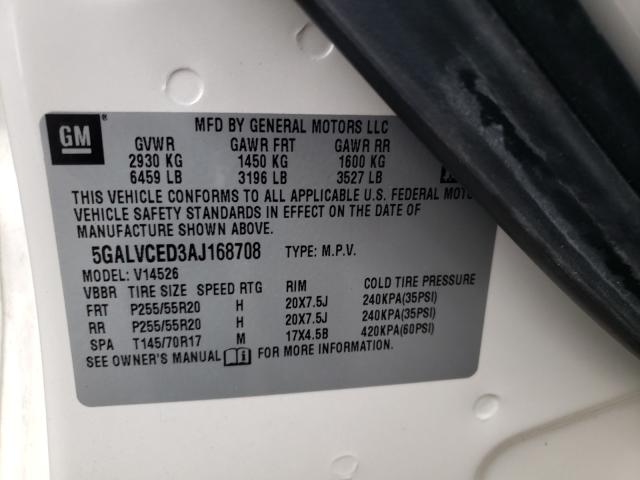 GM ®
MFD BY GENERAL MOTORS LLC
GVWR GAWR FRT GAWR RR
2930 KG 1450 KG 1600 KG
6459 LB 3196 LB 3527 LB
THIS VEHICLE CONFORMS TO ALL APPLICABLE U.S. FEDERAL
VEHICLE SAFETY STANDARDS IN EFFECT ON THE DATE OF
MANUFACTURE SHOWN ABOVE.
5GALVCED3AJ168708 TYPE: M.P.V.
MODEL: V14526
VBBR TIRE SIZE SPEED RTG RIM COLD TIRE PRESSURE
FRT P255/55R20 H 20X7.5J 240KPA(35PSI)
RR P255/55R20 H 20X7.5J 240KPA(35PSI)
SPA T145/70R17 M 17X4.5B 420KPA(60PSI)
SEE OWNER'S MANUAL i FOR MORE INFORMATION.